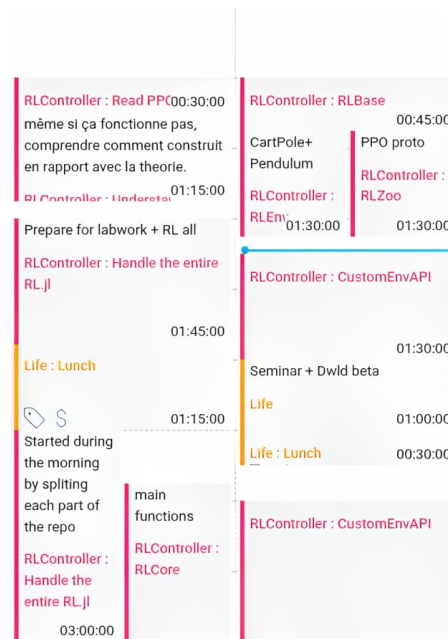 RLController : Read PPO
00:30:00
même si ça fonctionne pas,
comprendre comment construit
en rapport avec la theorie.
01:15:00
RLController :
Prepare for labwork + RL all
RLController : Handle the entire
RL.jl
01:45:00
Life : Lunch
01:15:00
Started during
the morning
by spliting
each part of
the repo
RLController :
Handle the
entire RL.jl
03:00:00
main
functions
RLController :
RLCore
RLController : RLBase
00:45:00
CartPole+
Pendulum
RLController :
RLEnv
01:30:00
PPO proto
RLController :
RLZoo
01:30:00
RLController : CustomEnvAPI
01:30:00
Seminar + Dwld beta
Life
01:00:00
Life : Lunch
00:30:00
RLController : CustomEnvAPI